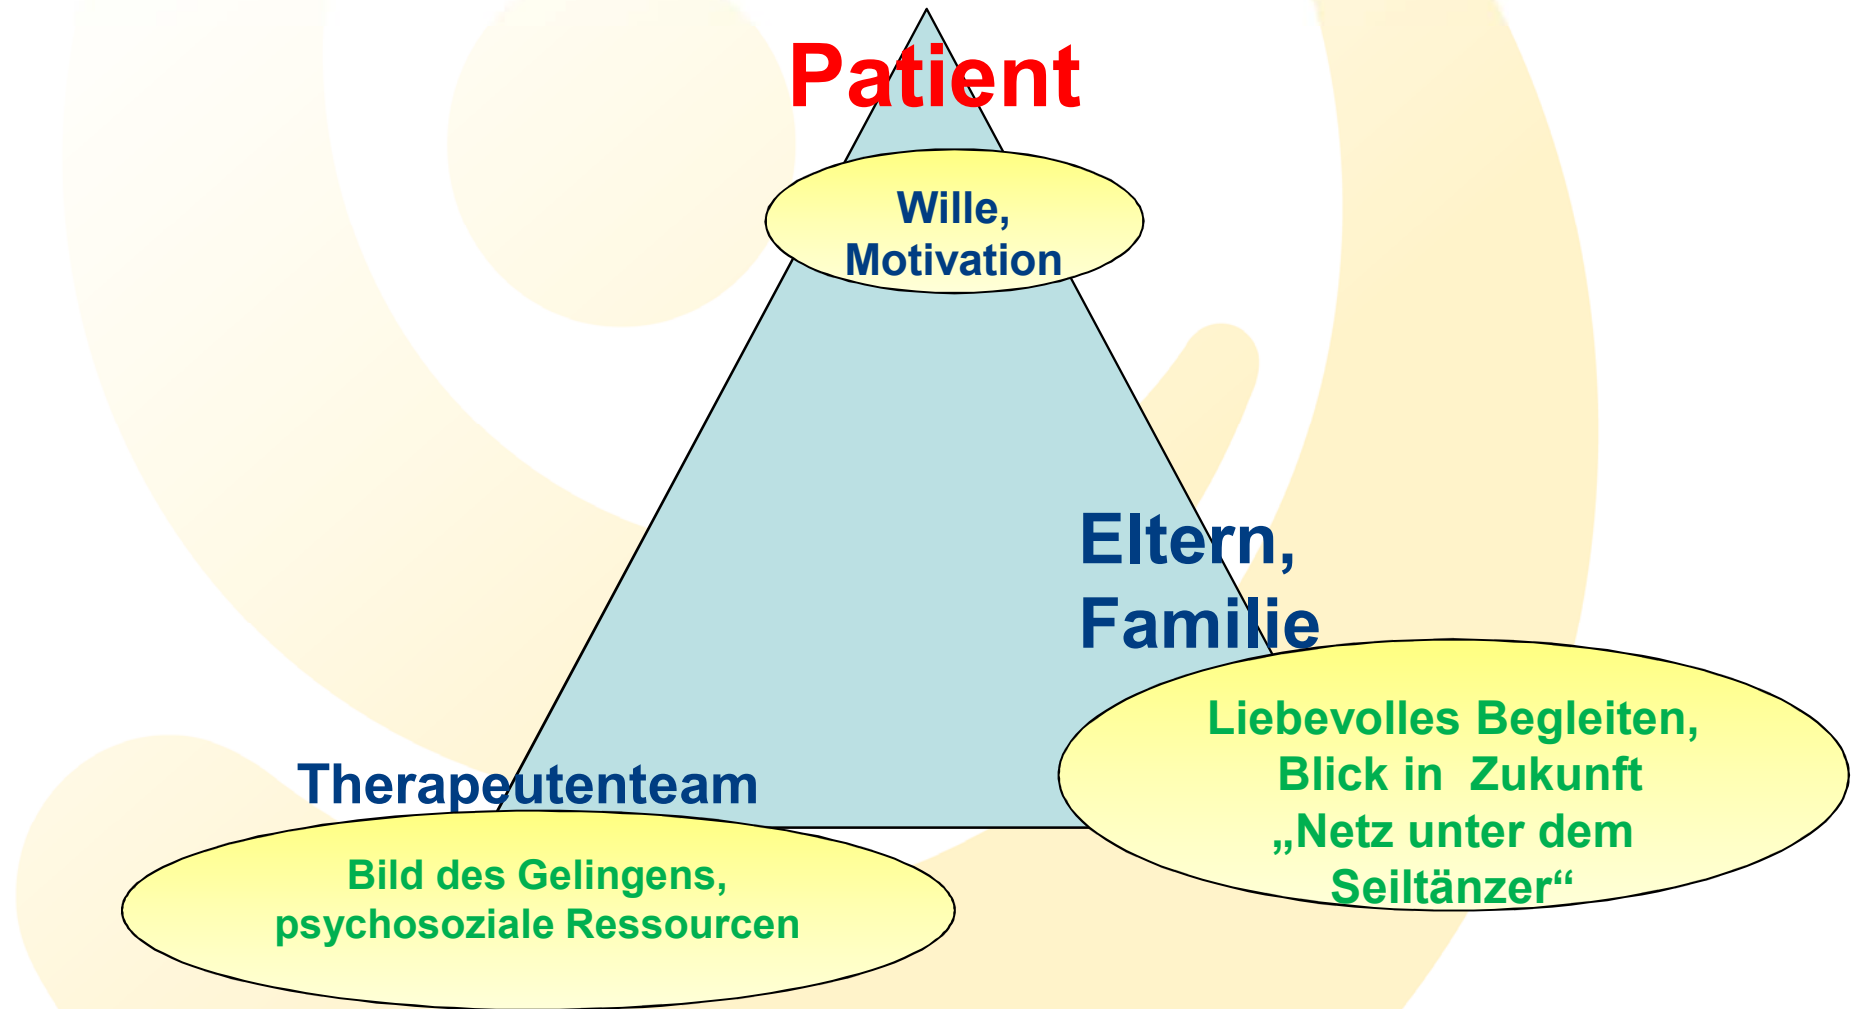 Patient
Wille,
Motivation
Eltern,
Familie
Liebevolles Begleiten,
Blick in  Zukunft
„Netz unter dem
Seiltänzer“
Therapeutenteam
Bild des Gelingens,
psychosoziale Ressourcen